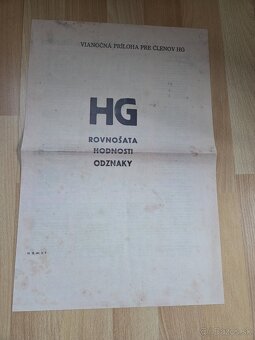 VIANOČNÁ PRÍLOHA PRE ČLENOV HG
HG
ROVNOŠATA
HODNOSTI
ODZNAKY